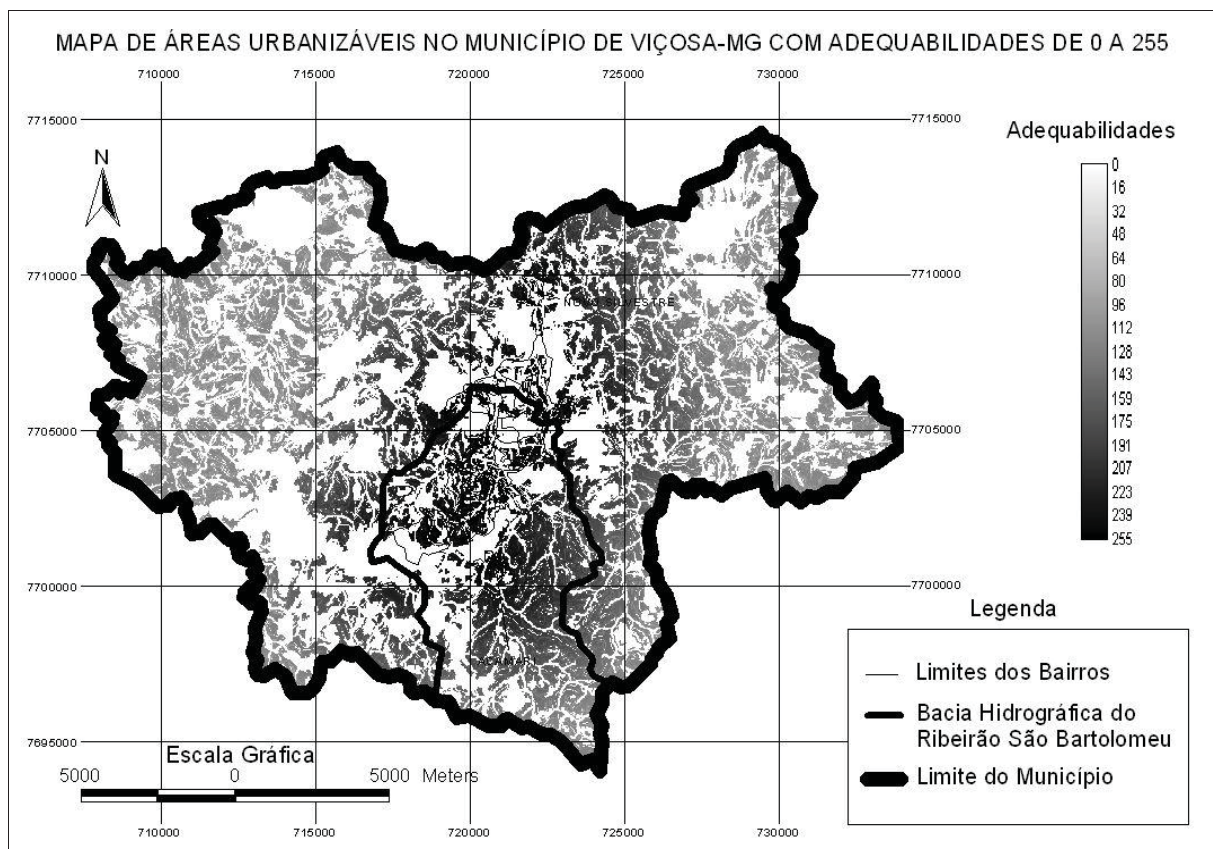 MAPA DE ÁREAS URBANIZÁVEIS NO MUNICÍPIO DE VIÇOSA-MG COM ADEQUABILIDADES DE 0 A 255
710000 715000 720000 725000 730000
7715000 7715000
N
7710000 7710000
NOVO SILVESTRE
7705000 7705000
7700000 7700000
7695000 7695000
Adequabilidades
0
16
32
48
64
80
96
112
128
143
159
175
191
207
223
239
255
Legenda
Limites dos Bairros
Bacia Hidrográfica do
Ribeirão São Bartolomeu
Limite do Município
Escala Gráfica
5000 0 5000 Meters
710000 715000 720000 725000 730000